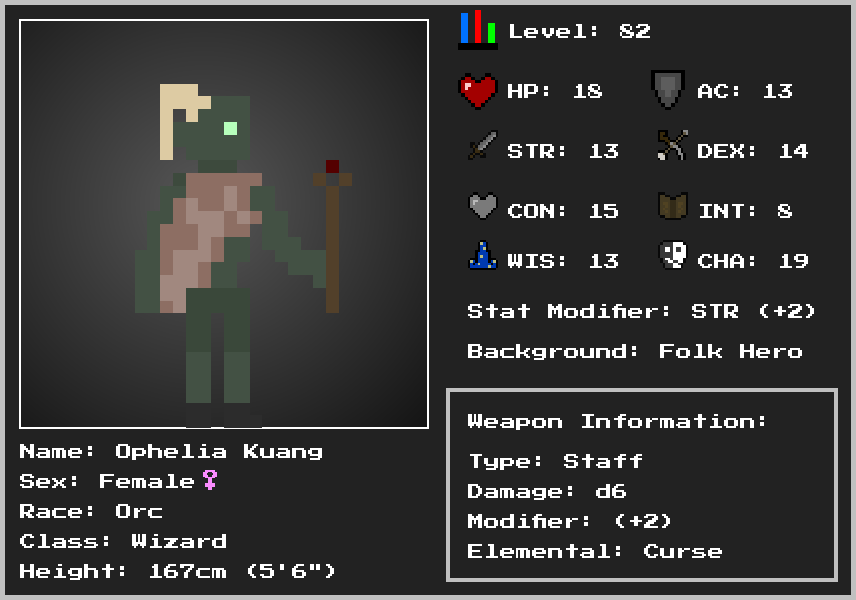 Level: 82
HP: 18
AC: 13
STR: 13
DEX: 14
CON: 15
INT: 8
WIS: 13
CHA: 19
Stat Modifier: STR (+2)
Background: Folk Hero
Weapon Information:
Type: Staff
Damage: d6
Modifier: (+2)
Elemental: Curse
Name: Ophelia Kuang
Sex: Female♀
Race: Orc
Class: Wizard
Height: 167cm (5'6")